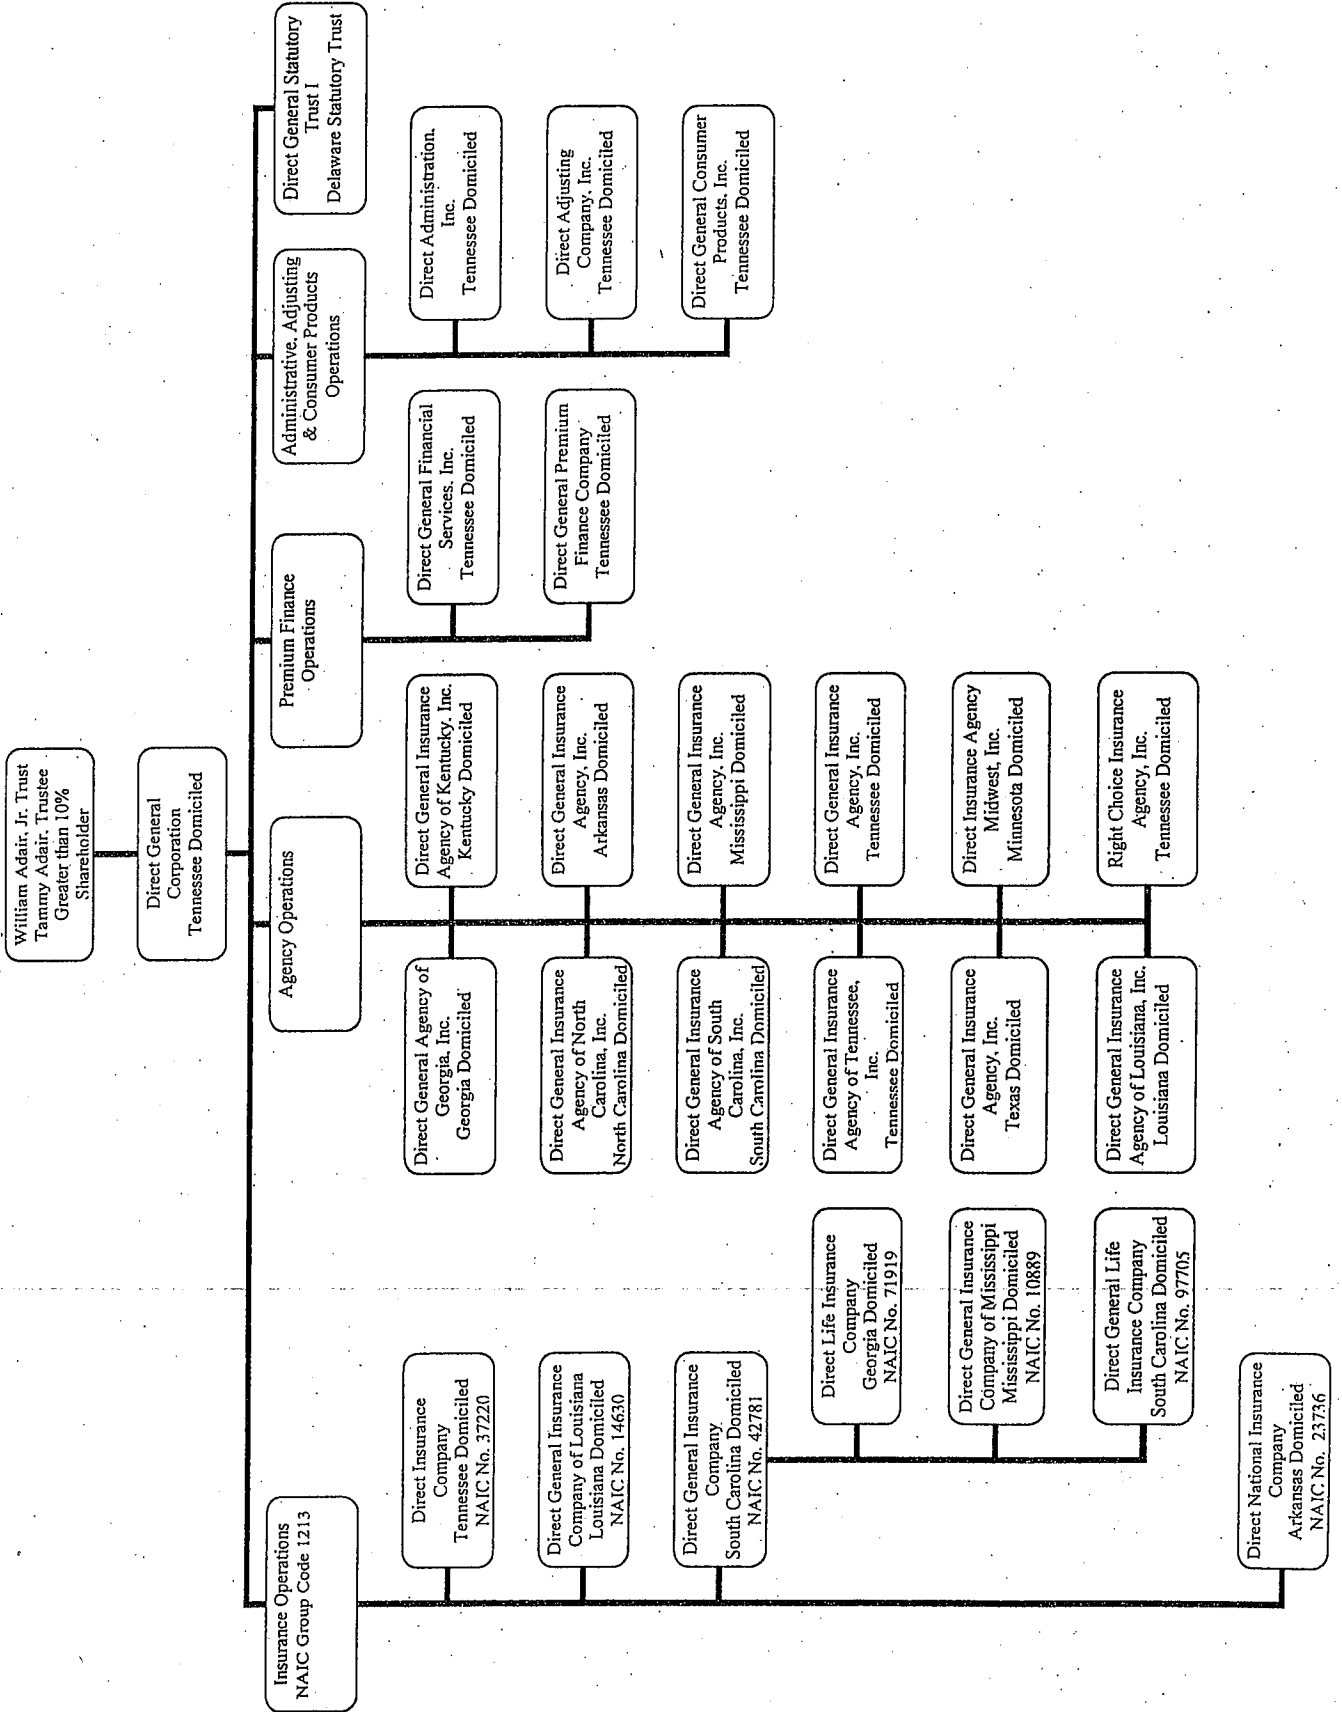 William Adair, Jr. Trust
Tammy Adair, Trustee
Greater than 10%
Shareholder
Direct General
Corporation
Tennessee Domiciled
Insurance Operations
NAIC Group Code 1213
Agency Operations
Premium Finance
Operations
Administrative, Adjusting
& Consumer Products
Operations
Direct General Statutory
Trust I
Delaware Statutory Trust
Direct Insurance
Company
Tennessee Domiciled
NAIC No. 37220
Direct General Insurance
Company of Louisiana
Louisiana Domiciled
NAIC No. 14630
Direct General Insurance
Company
South Carolina Domiciled
NAIC No. 42781
Direct Life Insurance
Company
Georgia Domiciled
NAIC No. 71919
Direct General Insurance
Company of Mississippi
Mississippi Domiciled
NAIC No. 10889
Direct General Life
Insurance Company
South Carolina Domiciled
NAIC No. 97705
Direct National Insurance
Company
Arkansas Domiciled
NAIC No. 23736
Direct General Agency of
Georgia, Inc.
Georgia Domiciled
Direct General Insurance
Agency of North
Carolina, Inc.
North Carolina Domiciled
Direct General Insurance
Agency of South
Carolina, Inc.
South Carolina Domiciled
Direct General Insurance
Agency of Tennessee,
Inc.
Tennessee Domiciled
Direct General Insurance
Agency, Inc.
Texas Domiciled
Direct General Insurance
Agency of Louisiana, Inc.
Louisiana Domiciled
Direct General Insurance
Agency of Kentucky, Inc.
Kentucky Domiciled
Direct General Insurance
Agency, Inc.
Arkansas Domiciled
Direct General Insurance
Agency, Inc.
Mississippi Domiciled
Direct General Insurance
Agency, Inc.
Tennessee Domiciled
Direct Insurance Agency
Midwest, Inc.
Minnesota Domiciled
Right Choice Insurance
Agency, Inc.
Tennessee Domiciled
Direct General Financial
Services, Inc.
Tennessee Domiciled
Direct General Premium
Finance Company
Tennessee Domiciled
Direct Administration,
Inc.
Tennessee Domiciled
Direct Adjusting
Company, Inc.
Tennessee Domiciled
Direct General Consumer
Products, Inc.
Tennessee Domiciled